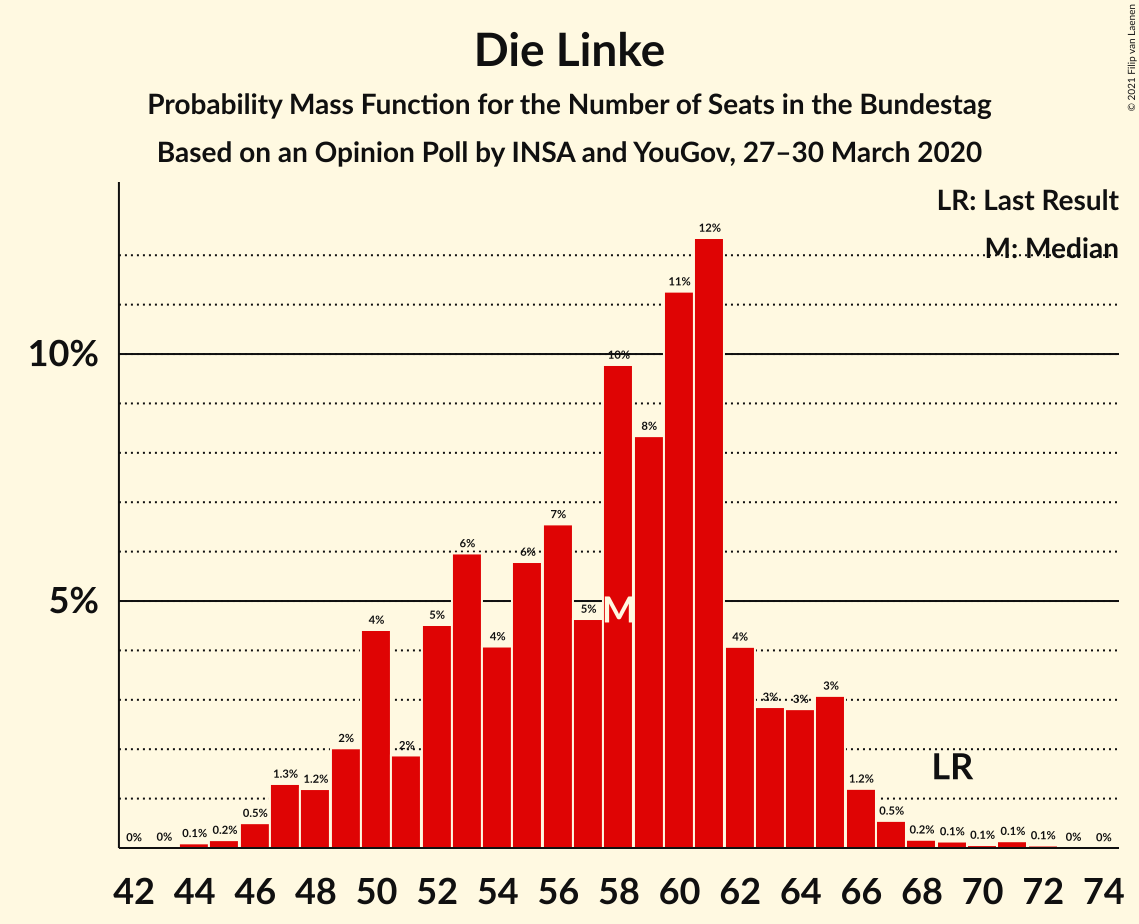 Die Linke
Probability Mass Function for the Number of Seats in the Bundestag
Based on an Opinion Poll by INSA and YouGov, 27–30 March 2020
© 2021 Filip van Laenen
LR: Last Result
M: Median
10%
5%
0% 0% 0.1% 0.2% 0.5% 1.3% 1.2% 2% 4% 2% 5% 6% 4% 6% 7% 5% 10% 8% 11% 12% 4% 3% 3% 3% 1.2% 0.5% 0.2% 0.1% 0.1% 0.1% 0.1% 0% 0%
M
LR
42 44 46 48 50 52 54 56 58 60 62 64 66 68 70 72 74